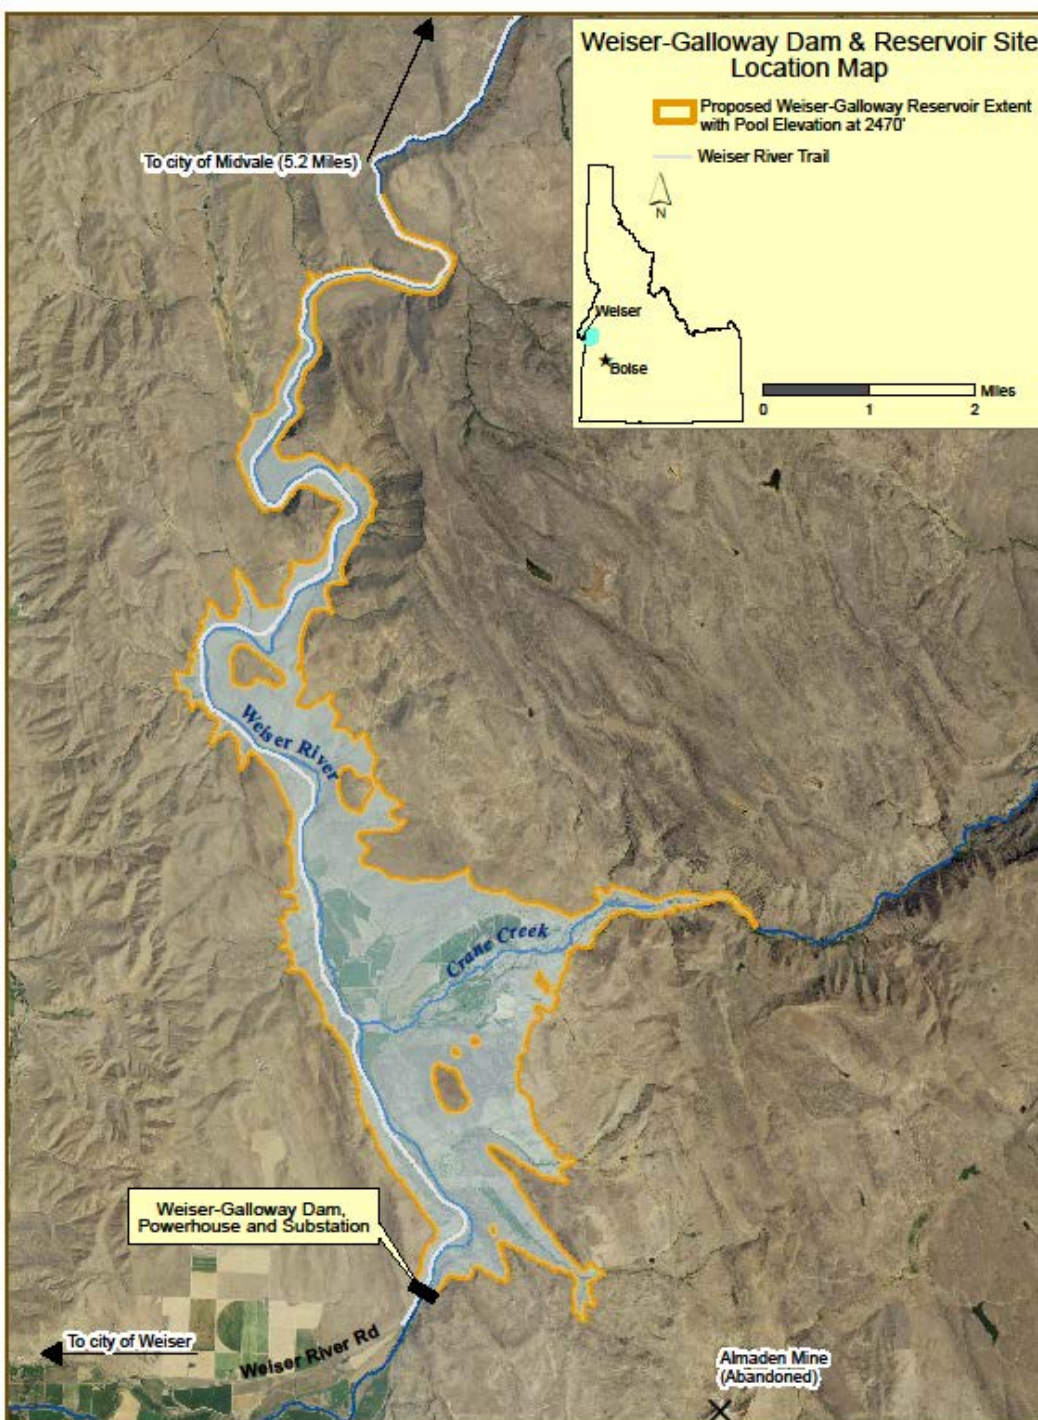 Weiser-Galloway Dam & Reservoir Site
Location Map
Proposed Weiser-Galloway Reservoir Extent
with Pool Elevation at 2470'
Weiser River Trail
N
Weiser
Boise
Miles
0 1 2
To city of Midvale (5.2 Miles)
Weiser River
Crane Creek
Weiser-Galloway Dam,
Powerhouse and Substation
To city of Weiser
Weiser River Rd
Almaden Mine
(Abandoned)